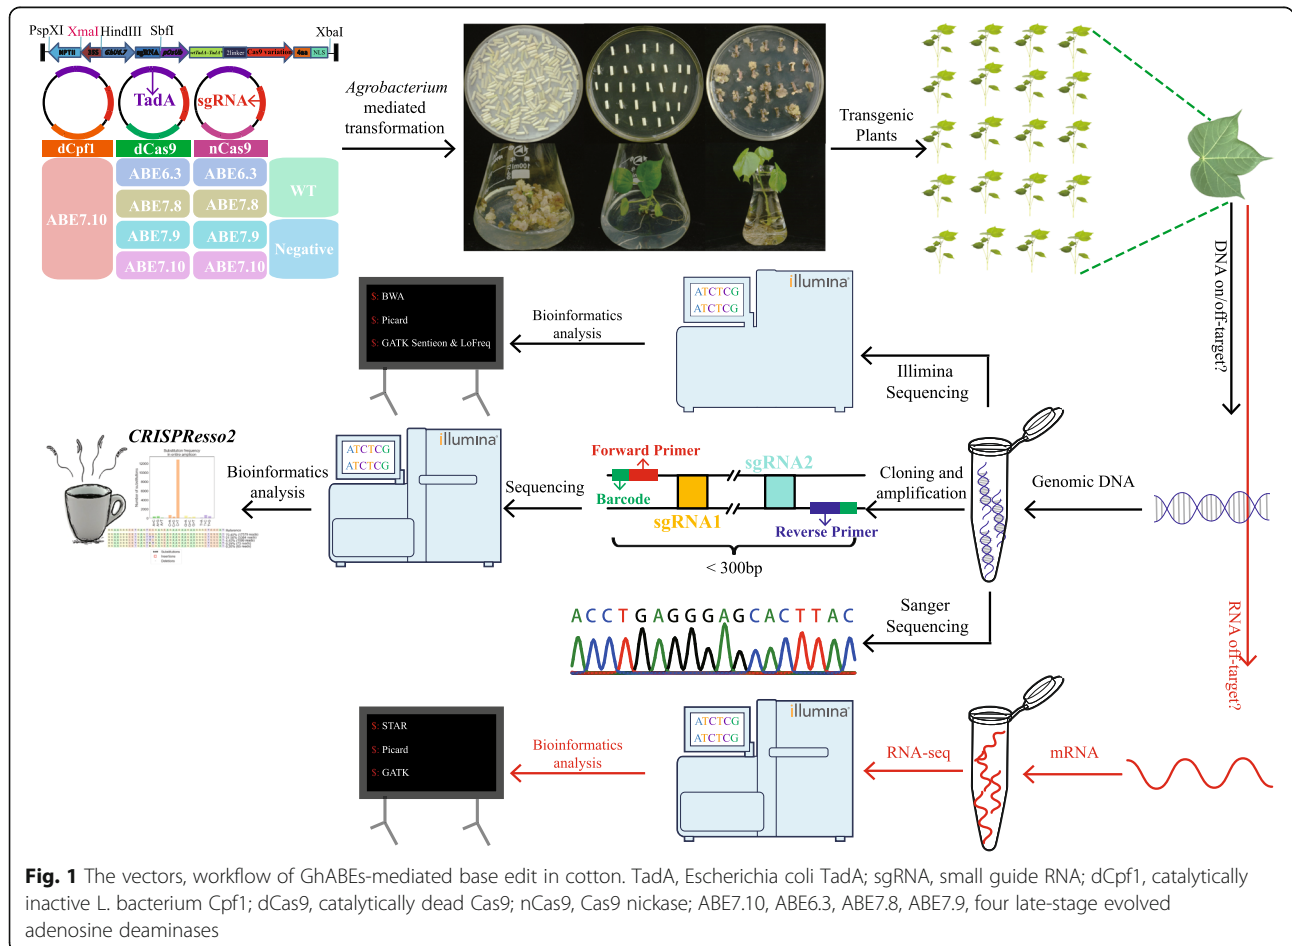 PspXI XmaI HindIII SbfI XbaI
NPTII 35S GhU6.7 sgRNA 2linker Cas9 variation NLS
TadA sgRNA
dCpf1 dCas9 nCas9
ABE7.10
ABE6.3 ABE6.3
ABE7.8 ABE7.8
ABE7.9 ABE7.9
ABE7.10 ABE7.10
WT
Negative
Agrobacterium
mediated
transformation
Transgenic
Plants
DNA on/off-target?
RNA off-target?
S: BWA
S: Picard
S: GATK Sentieon & LoFreq
Bioinformatics
analysis
ATCTCG
ATCTCG
illumina
Illimina
Sequencing
CRISPResso2
Bioinformatics
analysis
ATCTCG
ATCTCG
illumina
Sequencing
Forward Primer
Barcode
sgRNA1
sgRNA2
Reverse Primer
< 300bp
Cloning and
amplification
Genomic DNA
ACCTGAGGGAGCACTTAC
Sanger
Sequencing
S: STAR
S: Picard
S: GATK
Bioinformatics
analysis
ATCTCG
ATCTCG
illumina
RNA-seq
mRNA
Fig. 1 The vectors, workflow of GhABEs-mediated base edit in cotton. TadA, Escherichia coli TadA; sgRNA, small guide RNA; dCpf1, catalytically
inactive L. bacterium Cpf1; dCas9, catalytically dead Cas9; nCas9, Cas9 nickase; ABE7.10, ABE6.3, ABE7.8, ABE7.9, four late-stage evolved
adenosine deaminases